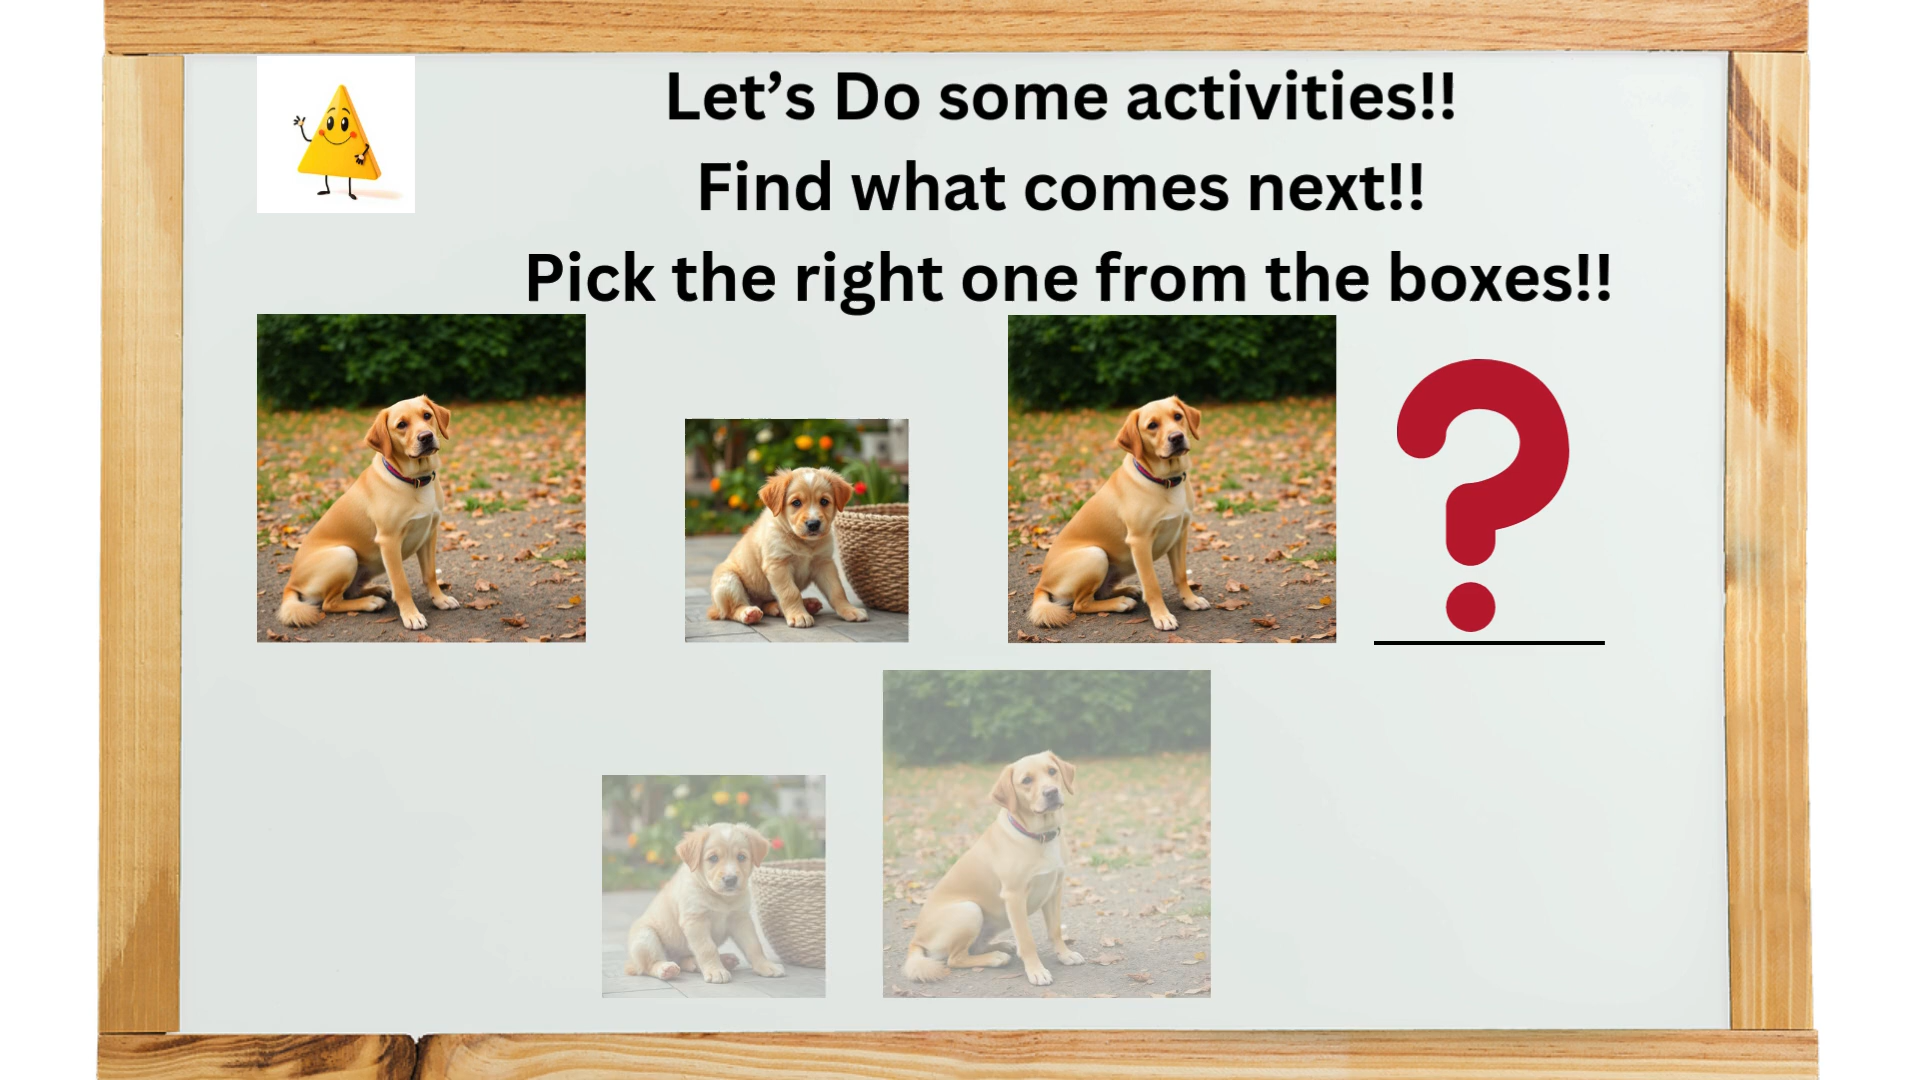 Let’s Do some activities!!
Find what comes next!!
Pick the right one from the boxes!!
?